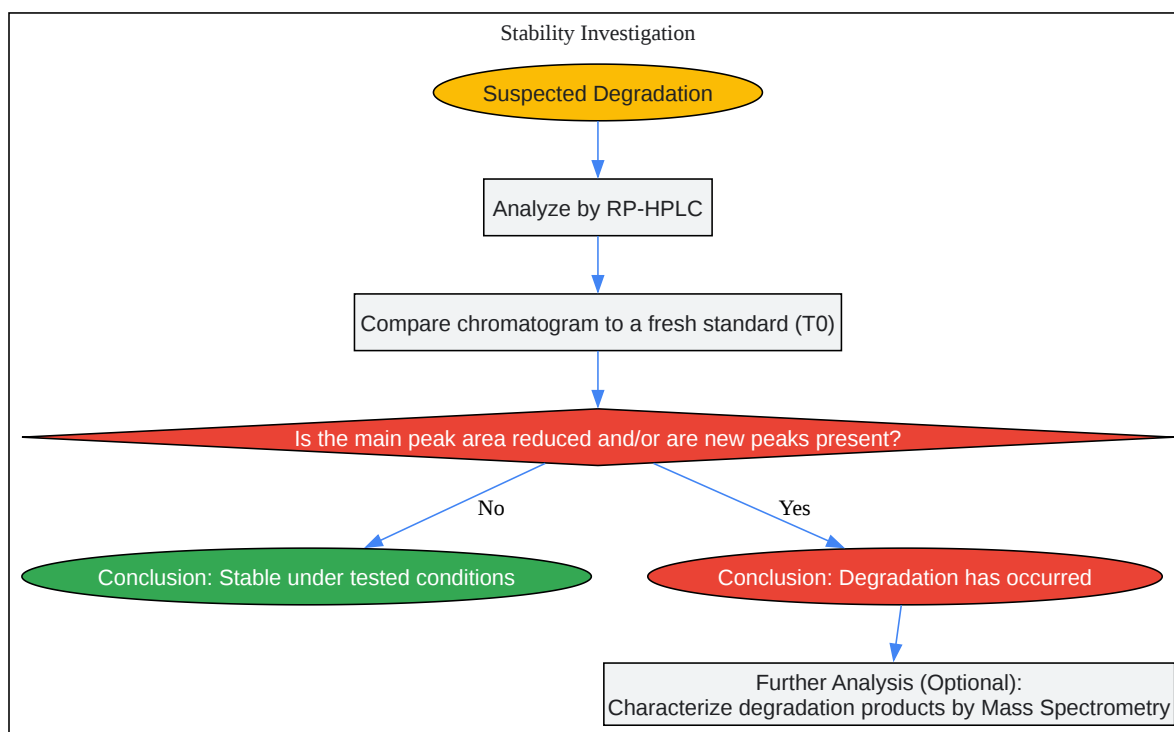 Stability Investigation
Suspected Degradation
Analyze by RP-HPLC
Compare chromatogram to a fresh standard (T0)
Is the main peak area reduced and/or are new peaks present?
No
Yes
Conclusion: Stable under tested conditions
Conclusion: Degradation has occurred
Further Analysis (Optional):
Characterize degradation products by Mass Spectrometry